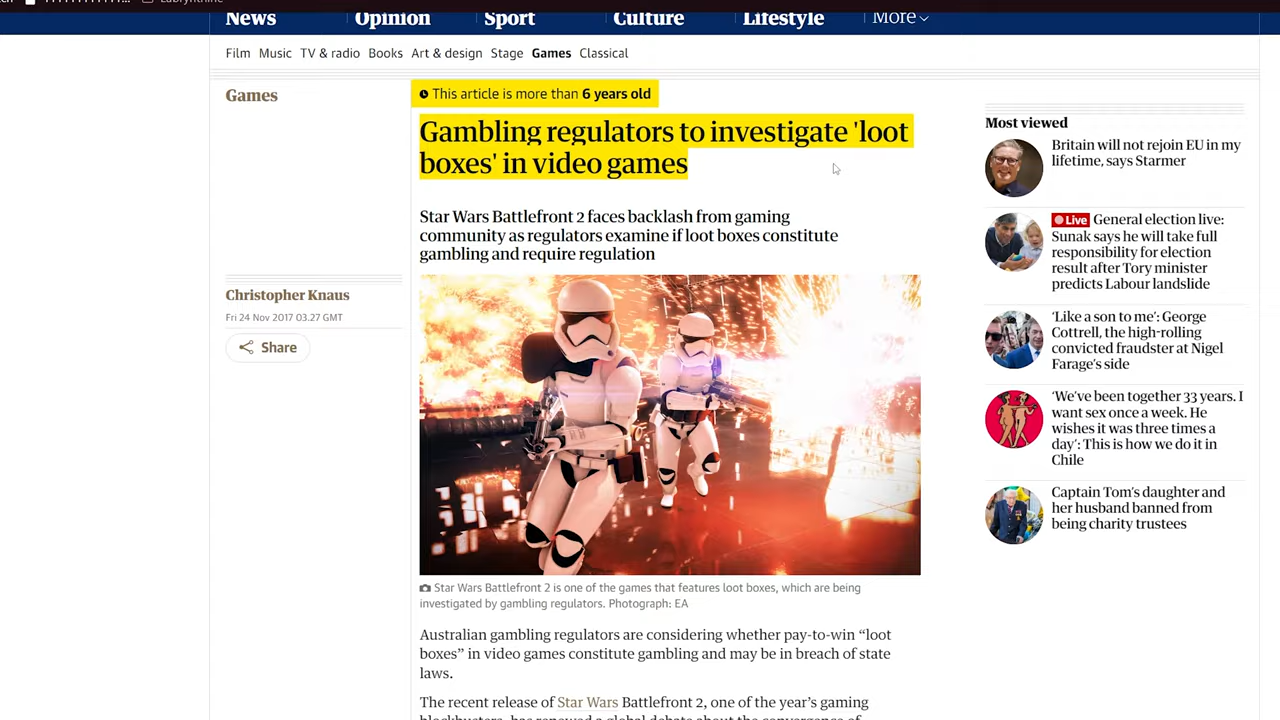 News
Opinion
Sport
Culture
Lifestyle
More
Film Music TV & radio Books Art & design Stage Games Classical
Games
This article is more than 6 years old
Gambling regulators to investigate 'loot
boxes' in video games
Star Wars Battlefront 2 faces backlash from gaming
community as regulators examine if loot boxes constitute
gambling and require regulation
Christopher Knaus
Fri 24 Nov 2017 03.27 GMT
Share
Star Wars Battlefront 2 is one of the games that features loot boxes, which are being
investigated by gambling regulators. Photograph: EA
Australian gambling regulators are considering whether pay-to-win “loot
boxes” in video games constitute gambling and may be in breach of state
laws.
The recent release of Star Wars Battlefront 2, one of the year’s gaming
blockbusters, has renewed a global debate about the convergence of
Most viewed
Britain will not rejoin EU in my
lifetime, says Starmer
Live General election live:
Sunak says he will take full
responsibility for election
result after Tory minister
predicts Labour landslide
‘Like a son to me’: George
Cottrell, the high-rolling
convicted fraudster at Nigel
Farage’s side
‘We’ve been together 33 years. I
want sex once a week. He
wishes it was three times a
day’: This is how we do it in
Chile
Captain Tom’s daughter and
her husband banned from
being charity trustees